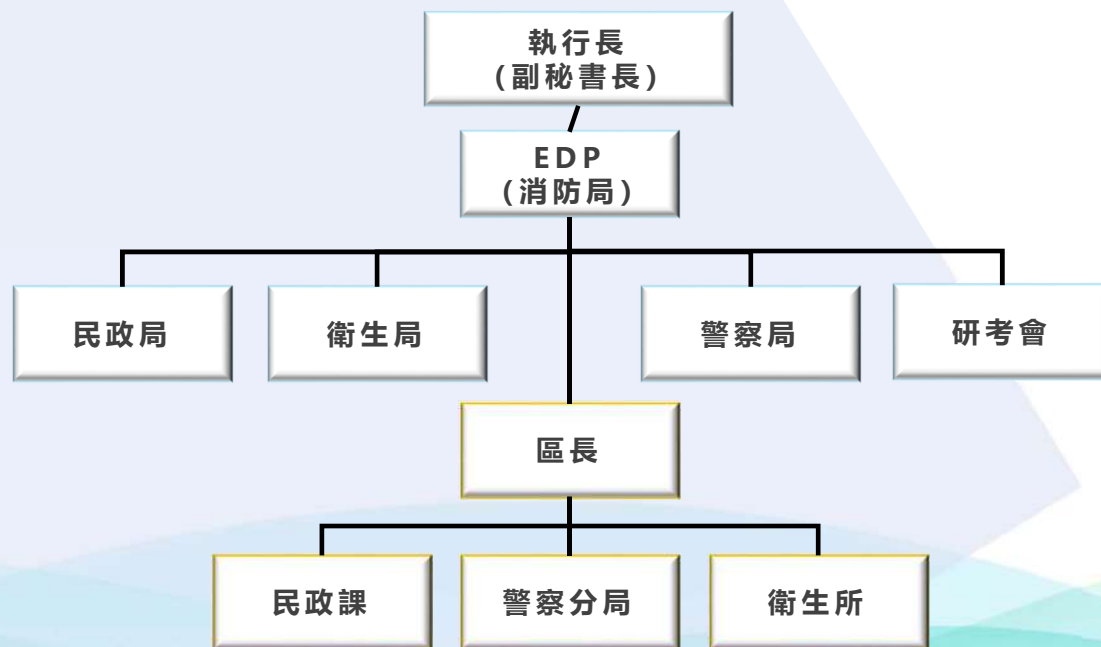 執行長
(副秘書長)
EDP
(消防局)
民政局
衛生局
警察局
研考會
區長
民政課
警察分局
衛生所